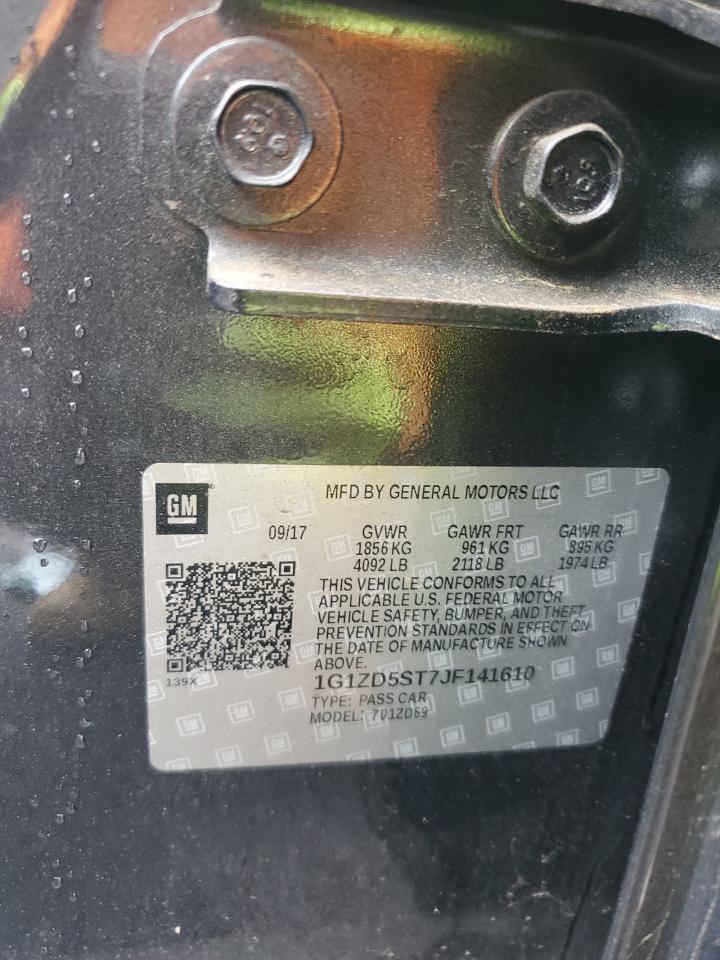 GM
MFD BY GENERAL MOTORS LLC
09/17 GVWR GAWR FRT GAWR RR
1856 KG 961 KG 895 KG
4092 LB 2118 LB 1974 LB
THIS VEHICLE CONFORMS TO ALL
APPLICABLE U.S. FEDERAL MOTOR
VEHICLE SAFETY, BUMPER, AND THEFT
PREVENTION STANDARDS IN EFFECT ON
THE DATE OF MANUFACTURE SHOWN
ABOVE.
139X
1G1ZD5ST7JF141610
TYPE: PASS CAR
MODEL: 701ZD69